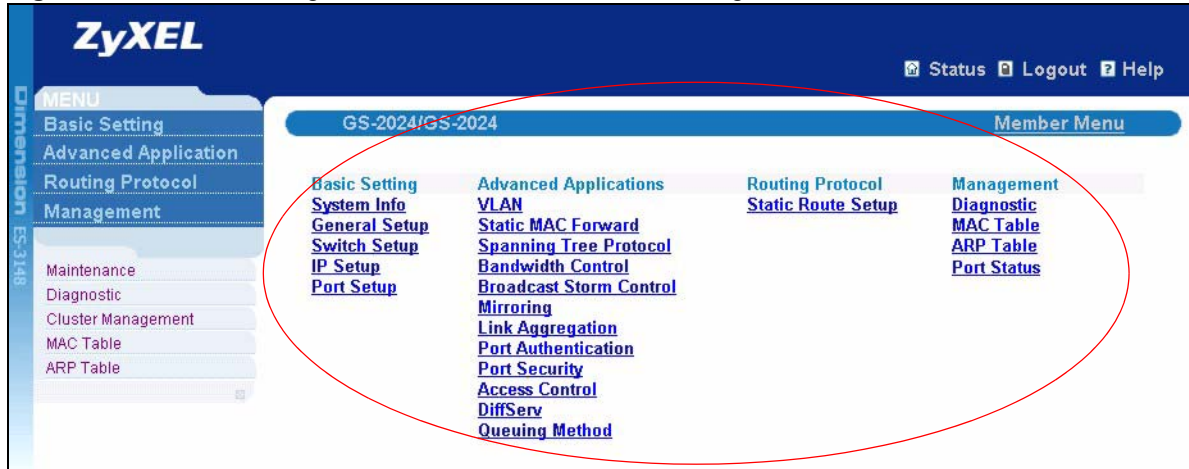 ZyXEL
Status Logout Help
Dimension ES-3148
MENU
Basic Setting
Advanced Application
Routing Protocol
Management
Maintenance
Diagnostic
Cluster Management
MAC Table
ARP Table
GS-2024/GS-2024 Member Menu
Basic Setting
System Info
General Setup
Switch Setup
IP Setup
Port Setup
Advanced Applications
VLAN
Static MAC Forward
Spanning Tree Protocol
Bandwidth Control
Broadcast Storm Control
Mirroring
Link Aggregation
Port Authentication
Port Security
Access Control
DiffServ
Queuing Method
Routing Protocol
Static Route Setup
Management
Diagnostic
MAC Table
ARP Table
Port Status